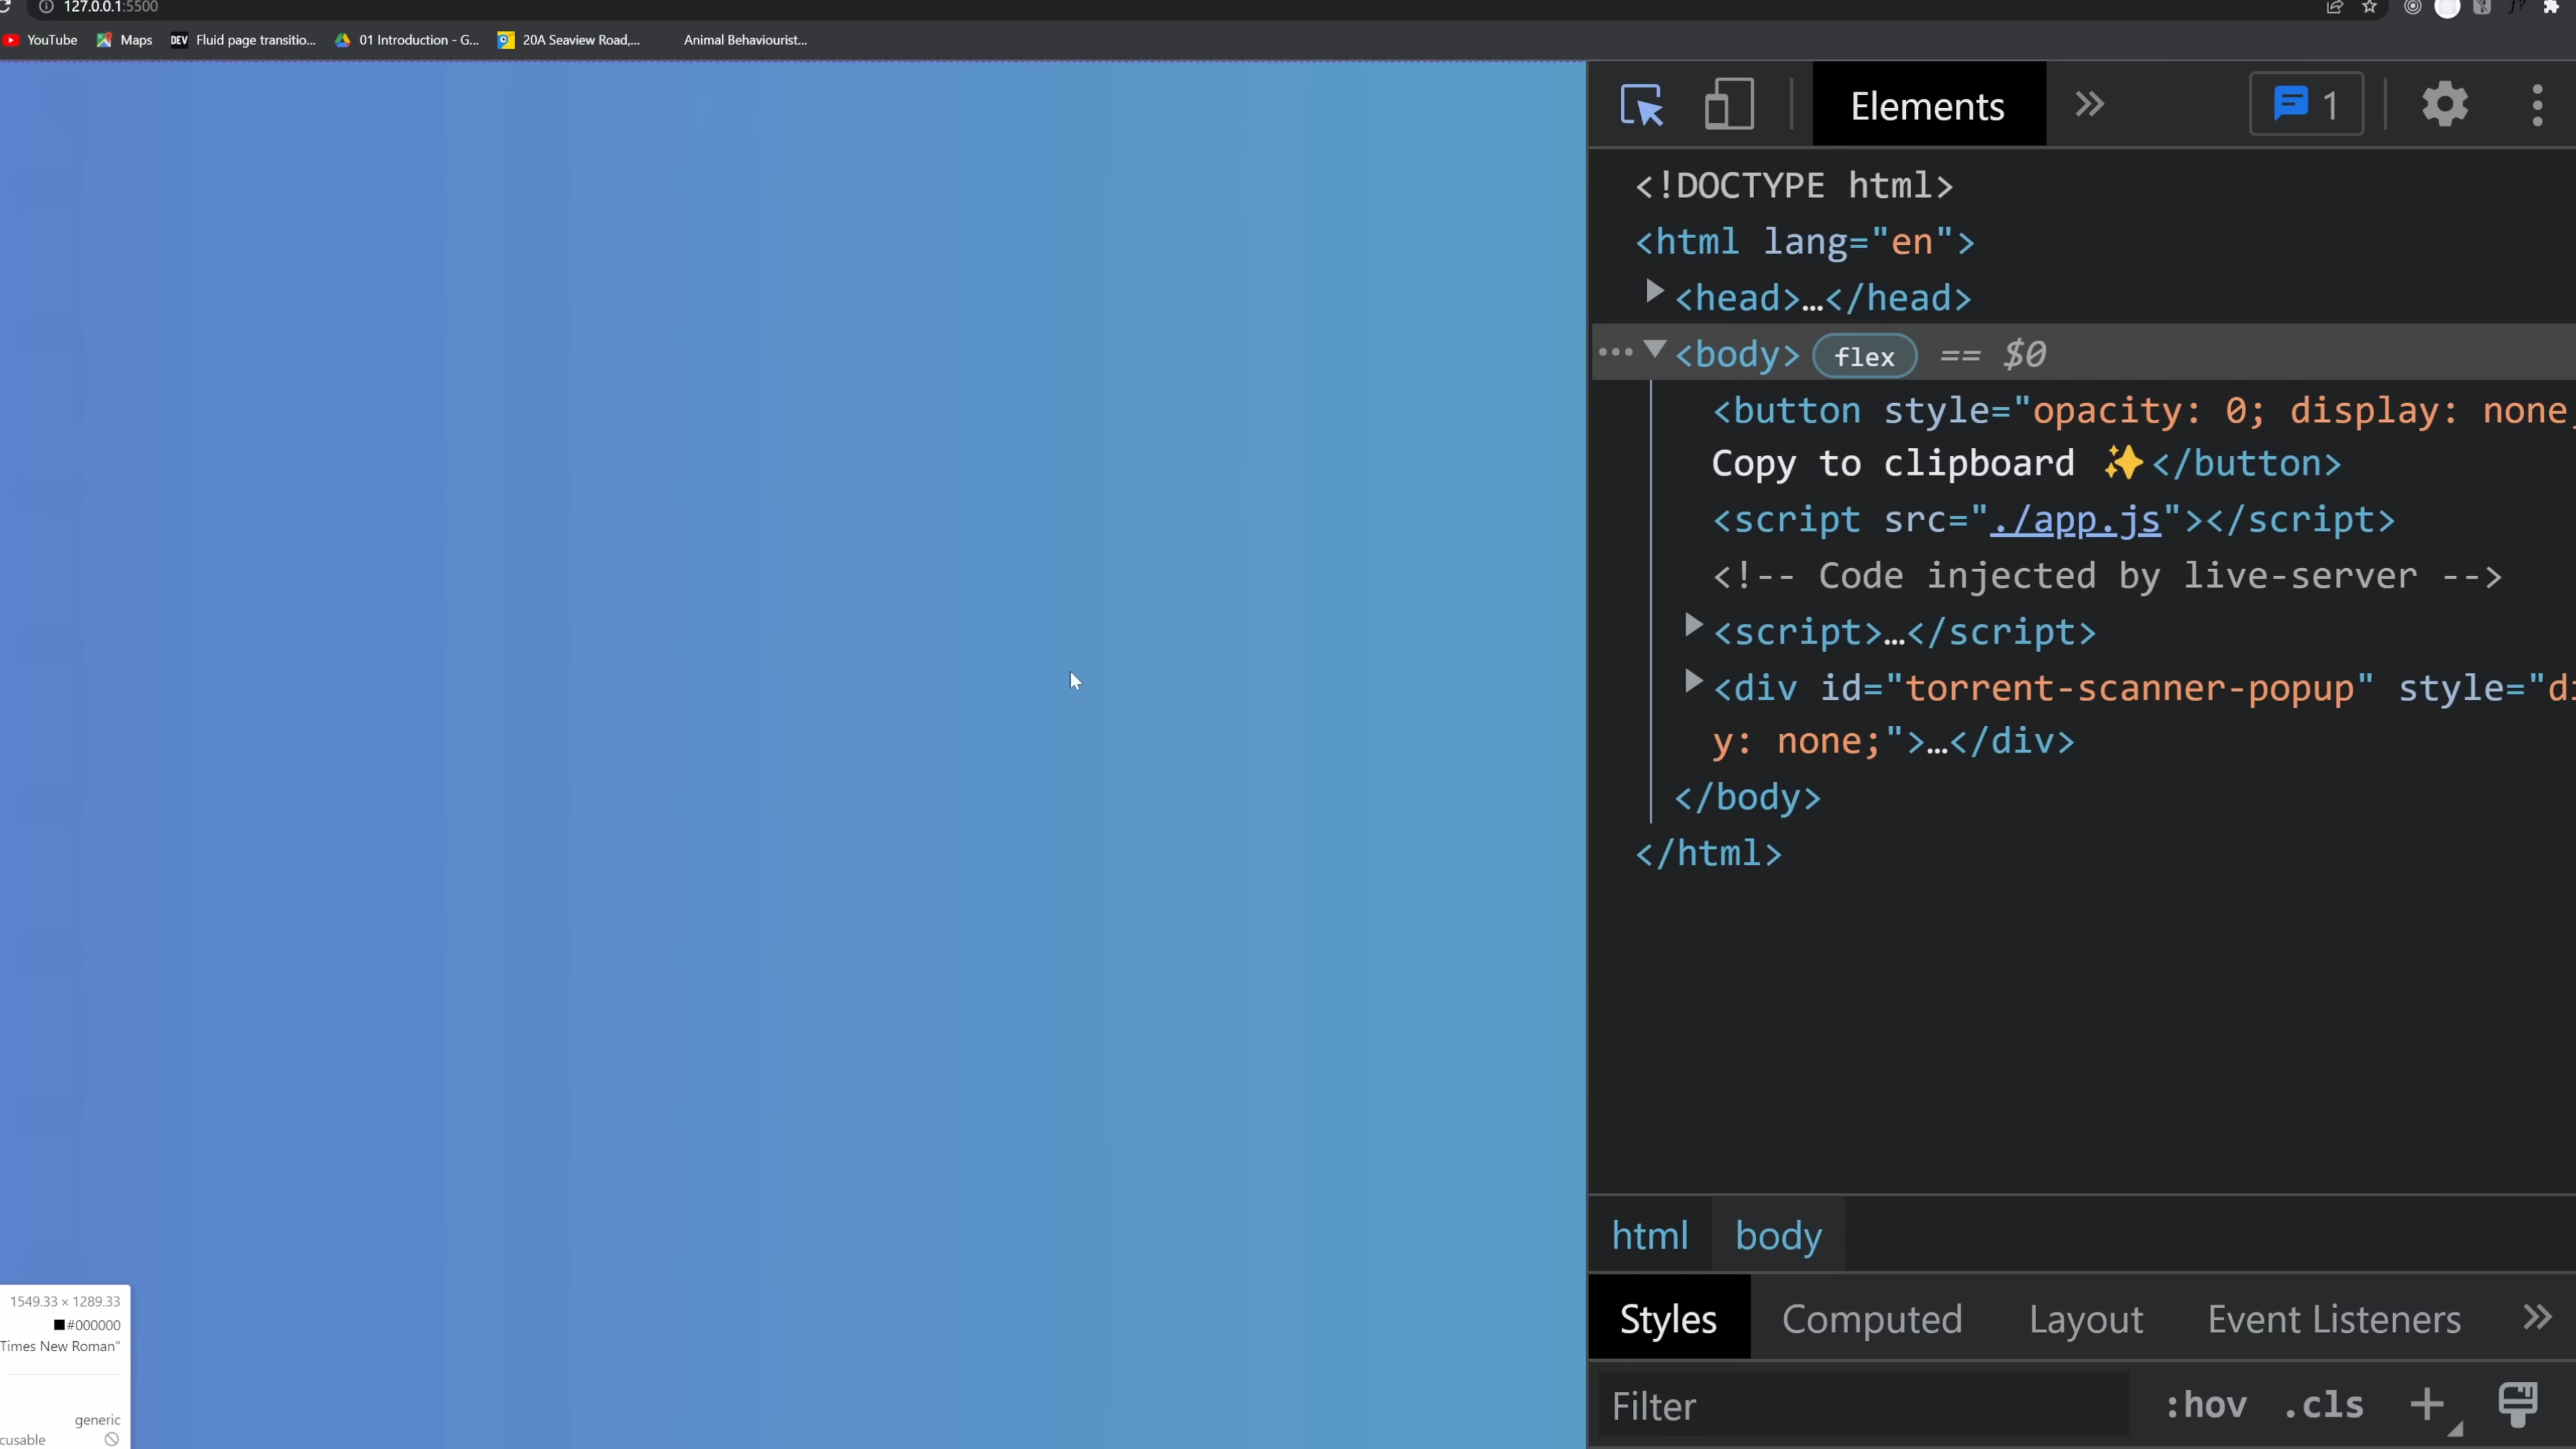 127.0.0.1:5500
YouTube Maps DEV Fluid page transitio... 01 Introduction - G... 20A Seaview Road,... Animal Behaviourist...
Elements 1
<!DOCTYPE html>
<html lang="en">
<head>…</head>
<body> flex == $0
<button style="opacity: 0; display: none
Copy to clipboard ✨</button>
<script src="./app.js"></script>
<!-- Code injected by live-server -->
<script>…</script>
<div id="torrent-scanner-popup" style="di
y: none;">…</div>
</body>
</html>
html body
Styles Computed Layout Event Listeners
Filter :hov .cls
1549.33 × 1289.33
#000000
Times New Roman"
generic
cusable